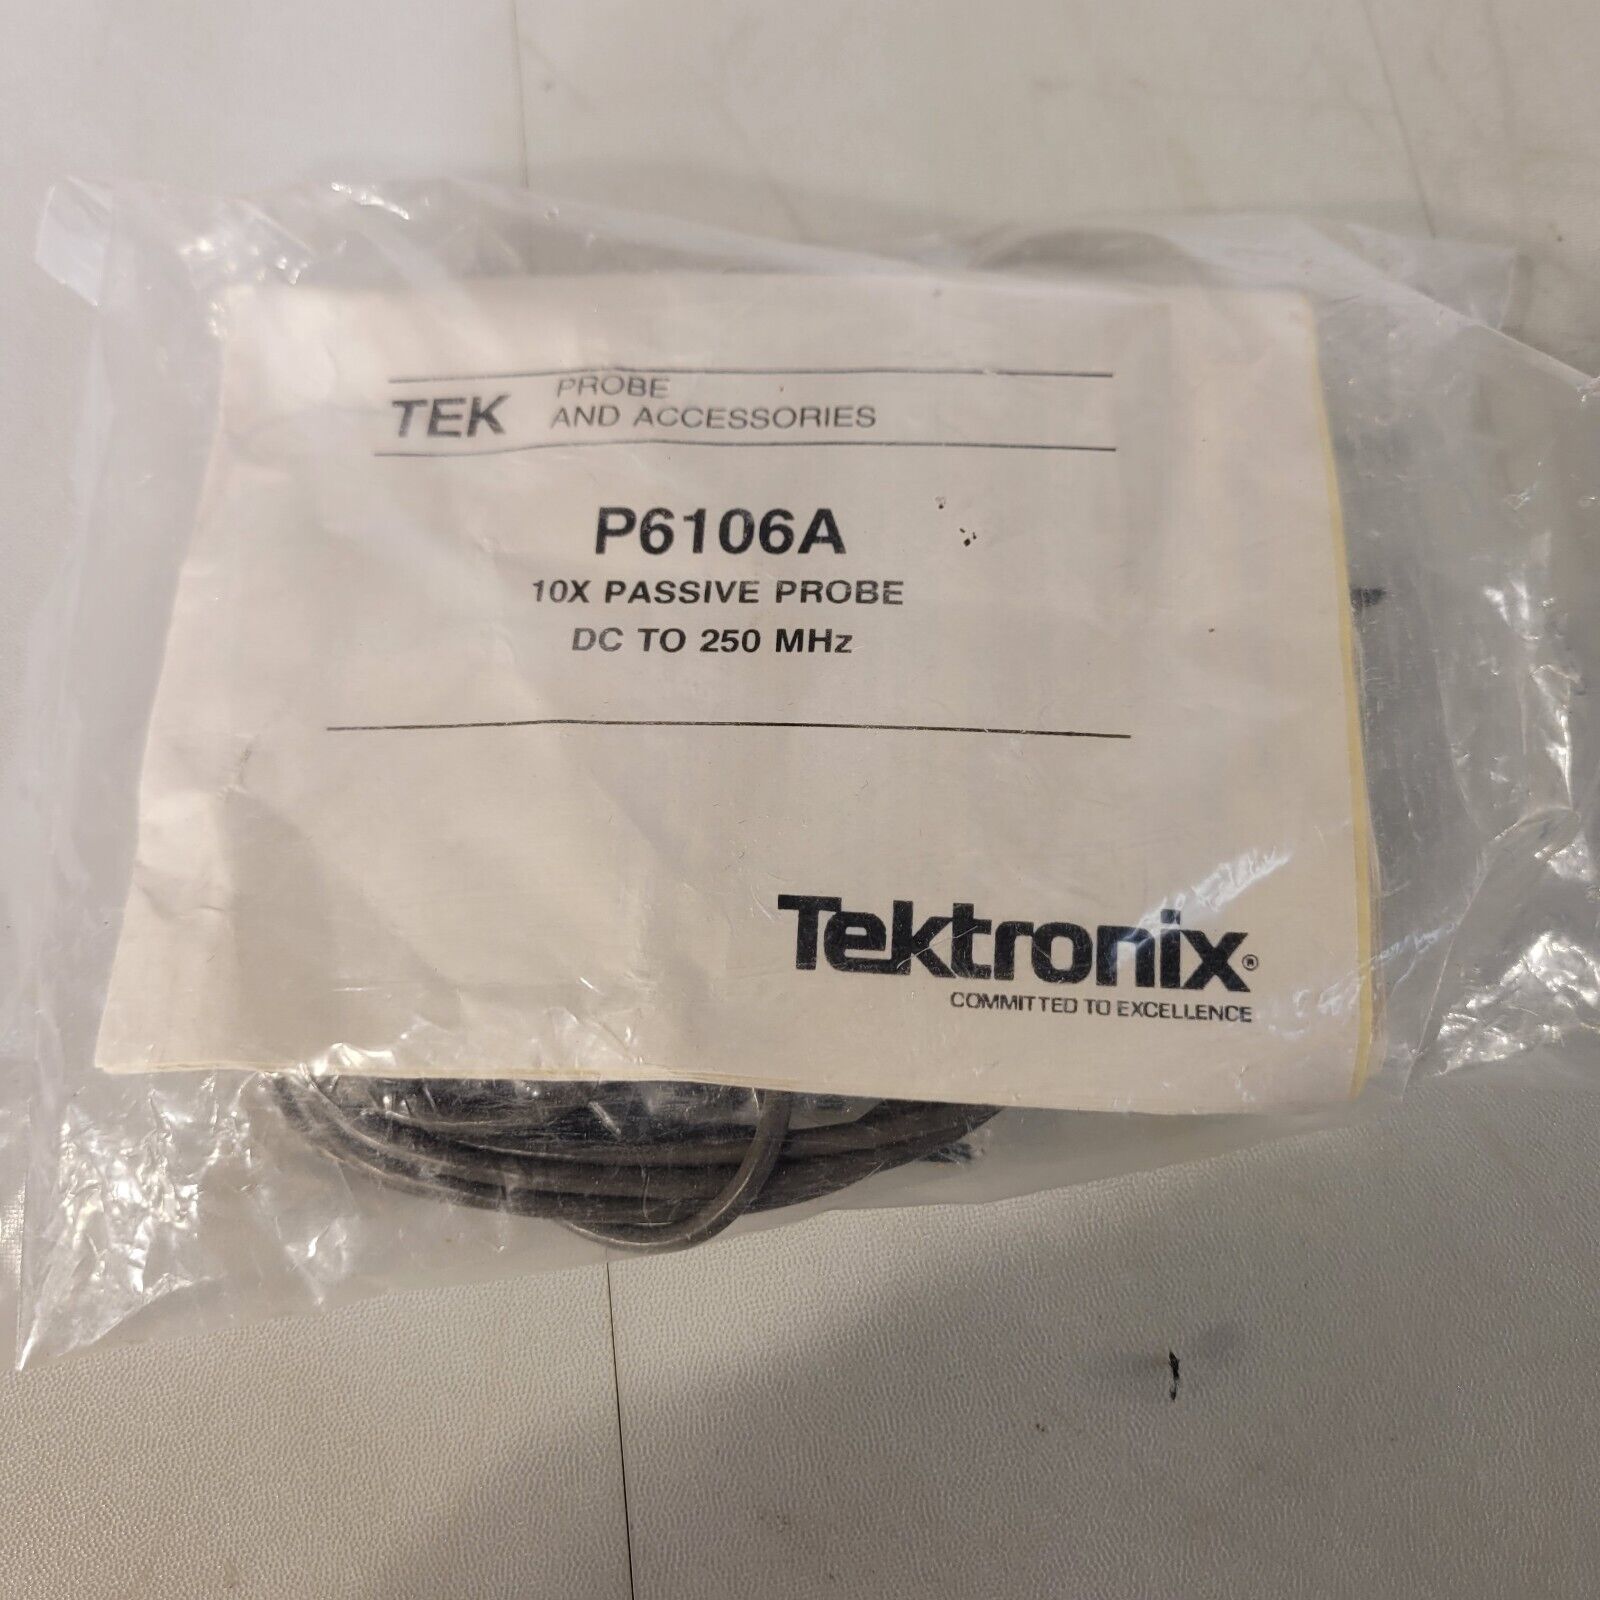 PROBE
TEK AND ACCESSORIES
P6106A
10X PASSIVE PROBE
DC TO 250 MHz
Tektronix®
COMMITTED TO EXCELLENCE